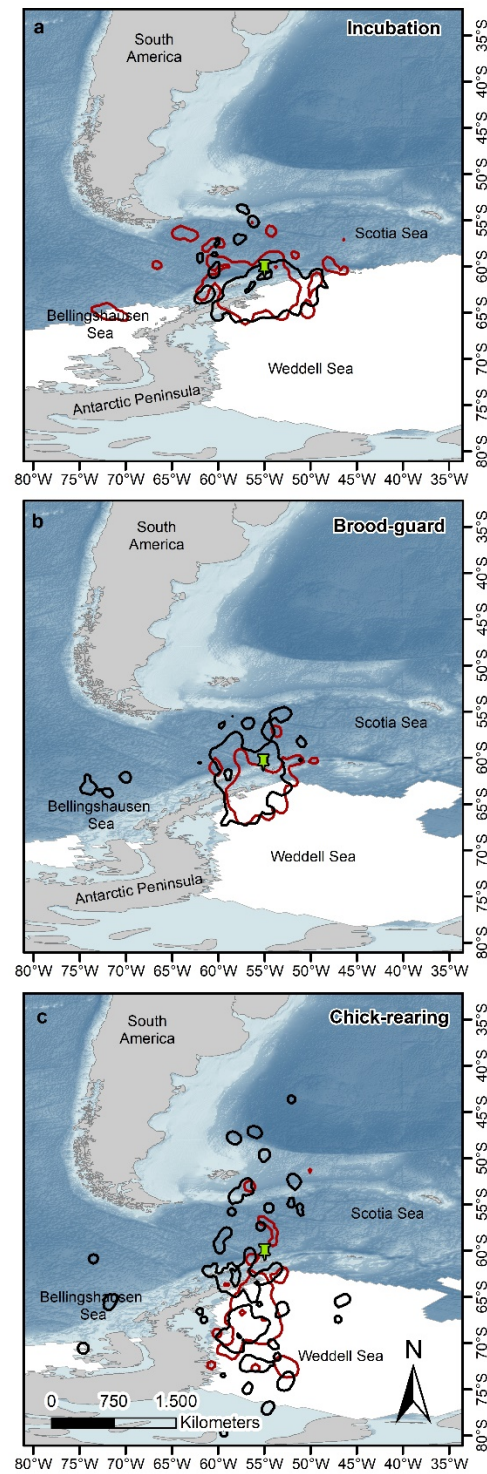 a
Incubation
South
America
Scotia Sea
Bellingshausen
Sea
Weddell Sea
Antarctic Peninsula
35°S
40°S
45°S
50°S
55°S
60°S
65°S
70°S
75°S
80°S
80°W 75°W 70°W 65°W 60°W 55°W 50°W 45°W 40°W 35°W
b
Brood-guard
South
America
Scotia Sea
Bellingshausen
Sea
Weddell Sea
Antarctic Peninsula
35°S
40°S
45°S
50°S
55°S
60°S
65°S
70°S
75°S
80°S
80°W 75°W 70°W 65°W 60°W 55°W 50°W 45°W 40°W 35°W
c
Chick-rearing
South
America
Scotia Sea
Bellingshausen
Sea
Weddell Sea
N
0 750 1.500
Kilometers
35°S
40°S
45°S
50°S
55°S
60°S
65°S
70°S
75°S
80°S
80°W 75°W 70°W 65°W 60°W 55°W 50°W 45°W 40°W 35°W